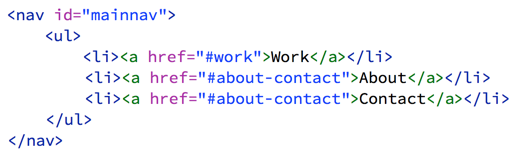 <nav id="mainnav">
<ul>
<li><a href="#work">Work</a></li>
<li><a href="#about-contact">About</a></li>
<li><a href="#about-contact">Contact</a></li>
</ul>
</nav>